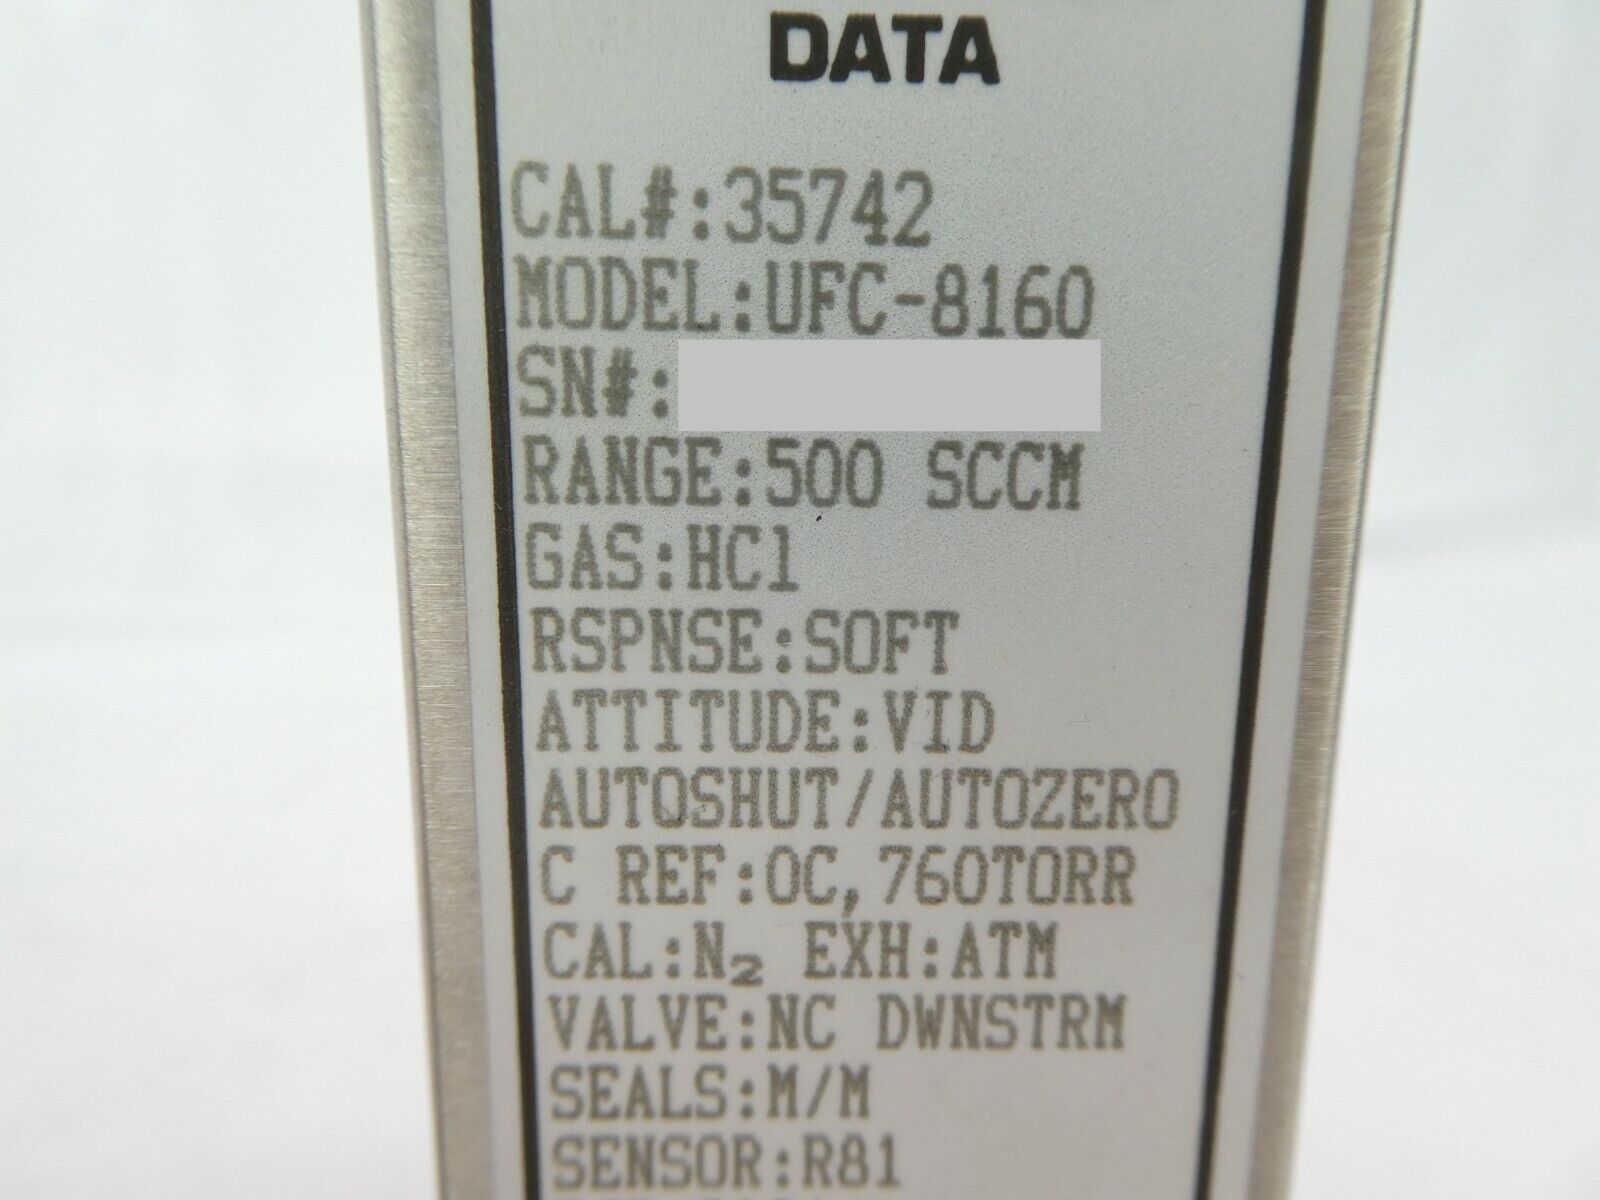 DATA
CAL#:35742
MODEL:UFC-8160
SN#:
RANGE:500 SCCM
GAS:HCl
RSPNSE:SOFT
ATTITUDE:VID
AUTOSHUT/AUTOZERO
C REF:0C,760TORR
CAL:N₂ EXH:ATM
VALVE:NC DWNSTRM
SEALS:M/M
SENSOR:R81